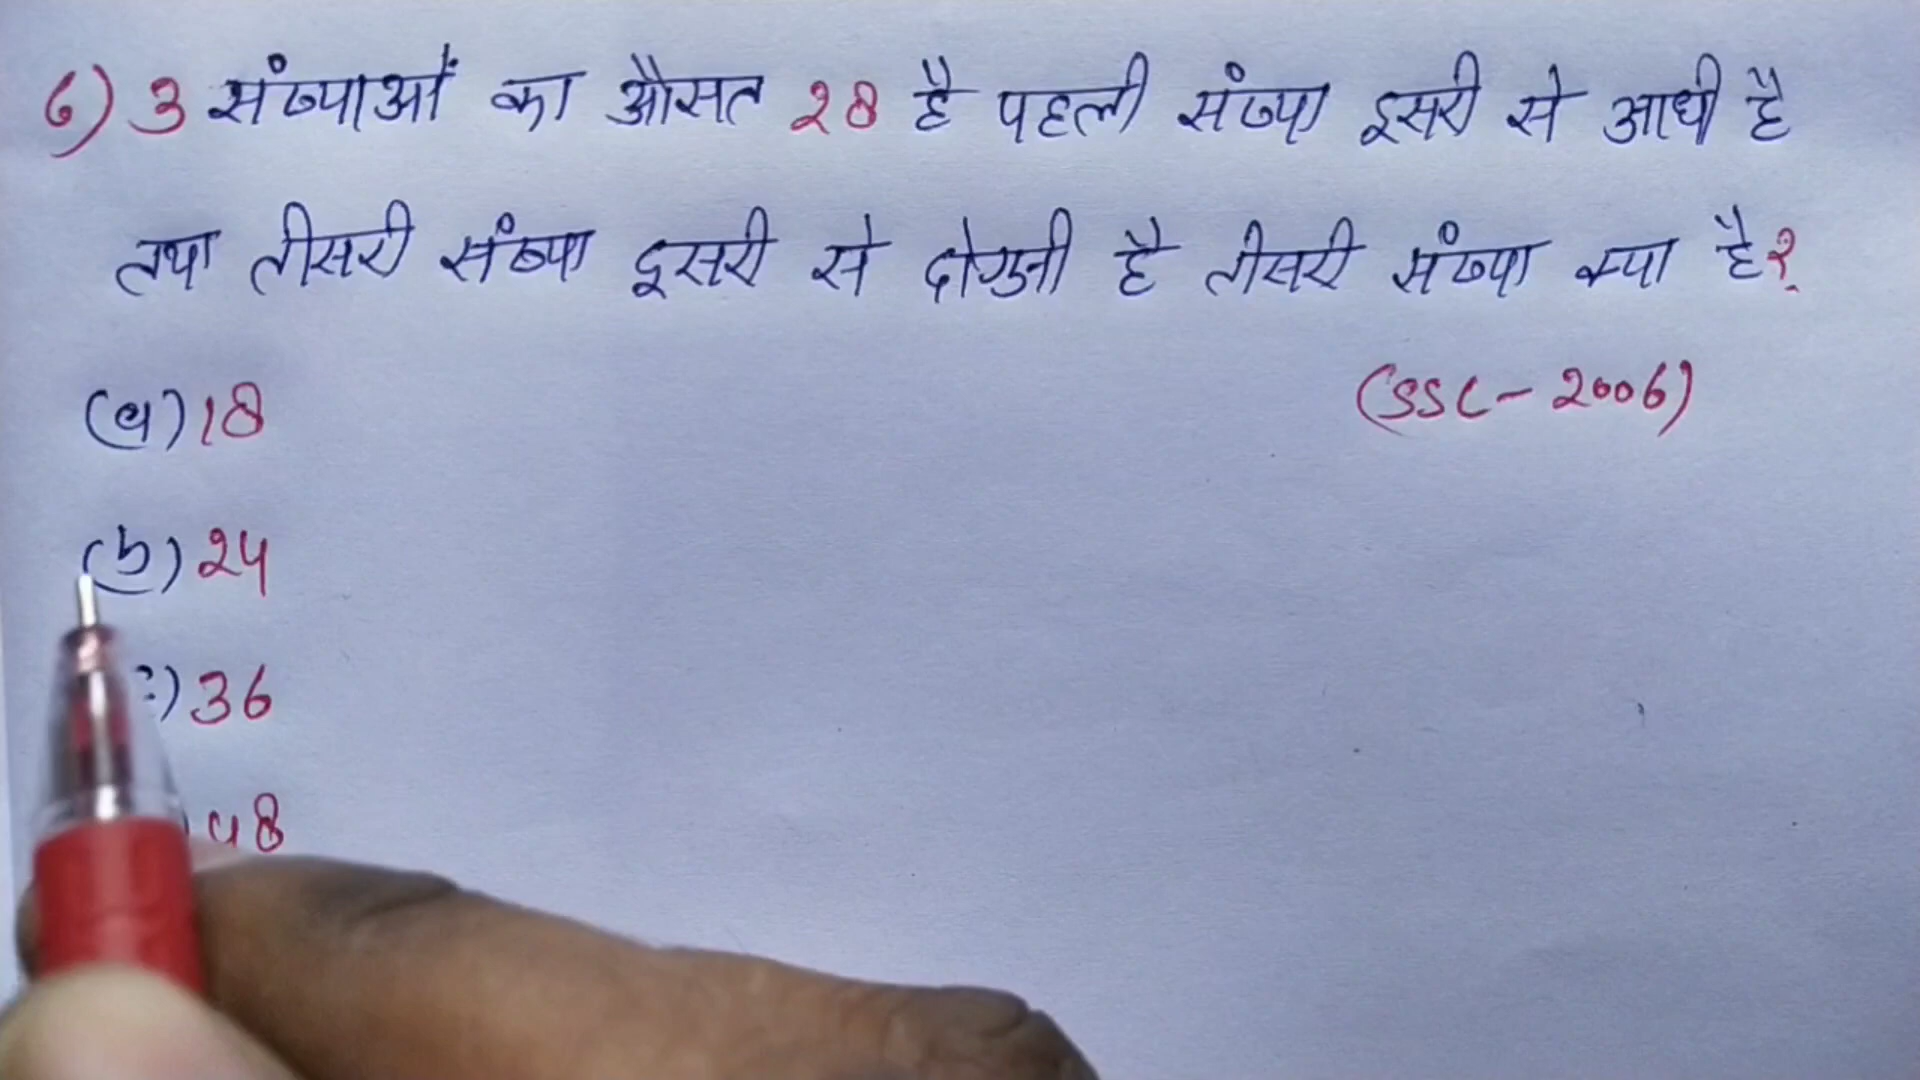 6) 3 संख्याओं का औसत 28 है पहली संख्या दूसरी से आधी है
तथा तीसरी संख्या दूसरी से दोगुनी है तीसरी संख्या क्या है?
(SSC-2006)
(a) 18
(b) 24
c) 36
) 48